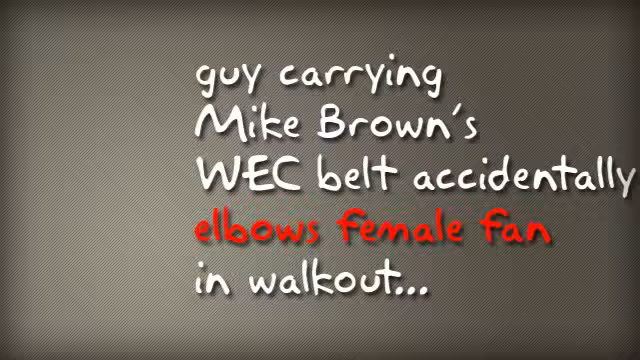 guy carrying
Mike Brown's
WEC belt accidentally
elbows female fan
in walkout...